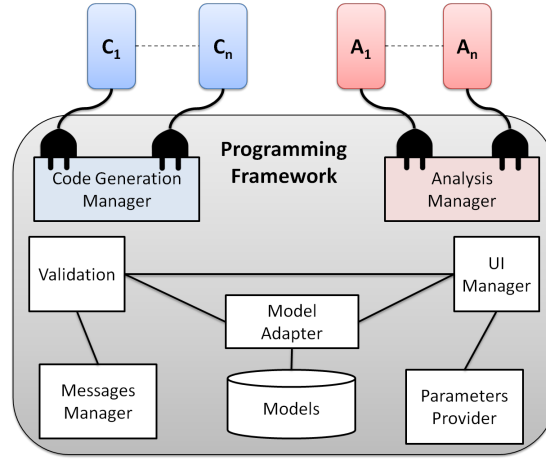 C1
Cn
A1
An
Programming
Framework
Code Generation
Manager
Analysis
Manager
Validation
UI
Manager
Model
Adapter
Messages
Manager
Models
Parameters
Provider